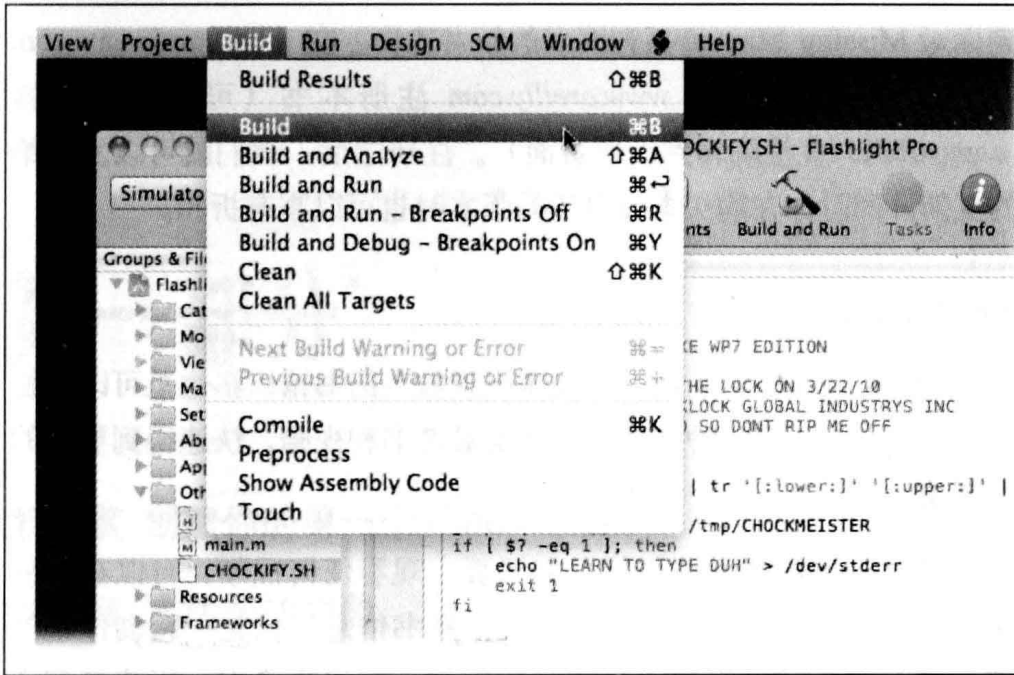 View Project Build Run Design SCM Window Help
Build Results ⇧⌘B
Build ⌘B
Build and Analyze ⇧⌘A
Build and Run ⌘↩
Build and Run – Breakpoints Off ⌘R
Build and Debug – Breakpoints On ⌘Y
Clean ⇧⌘K
Clean All Targets
Next Build Warning or Error ⌘=
Previous Build Warning or Error ⌘+
Compile ⌘K
Preprocess
Show Assembly Code
Touch
OCKIFY.SH – Flashlight Pro
Simulato
nts Build and Run Tasks Info
Groups & File
Flashli
Cat
Mo
Vie
Ma
Set
Abo
App
Oth
main.m
CHOCKIFY.SH
Resources
Frameworks
KE WP7 EDITION
HE LOCK ON 3/22/10
KLOCK GLOBAL INDUSTRYS INC
SO DONT RIP ME OFF
| tr '[:lower:]' '[:upper:]' |
/tmp/CHOCKMEISTER
if [ $? -eq 1 ]; then
echo "LEARN TO TYPE DUH" > /dev/stderr
exit 1
fi